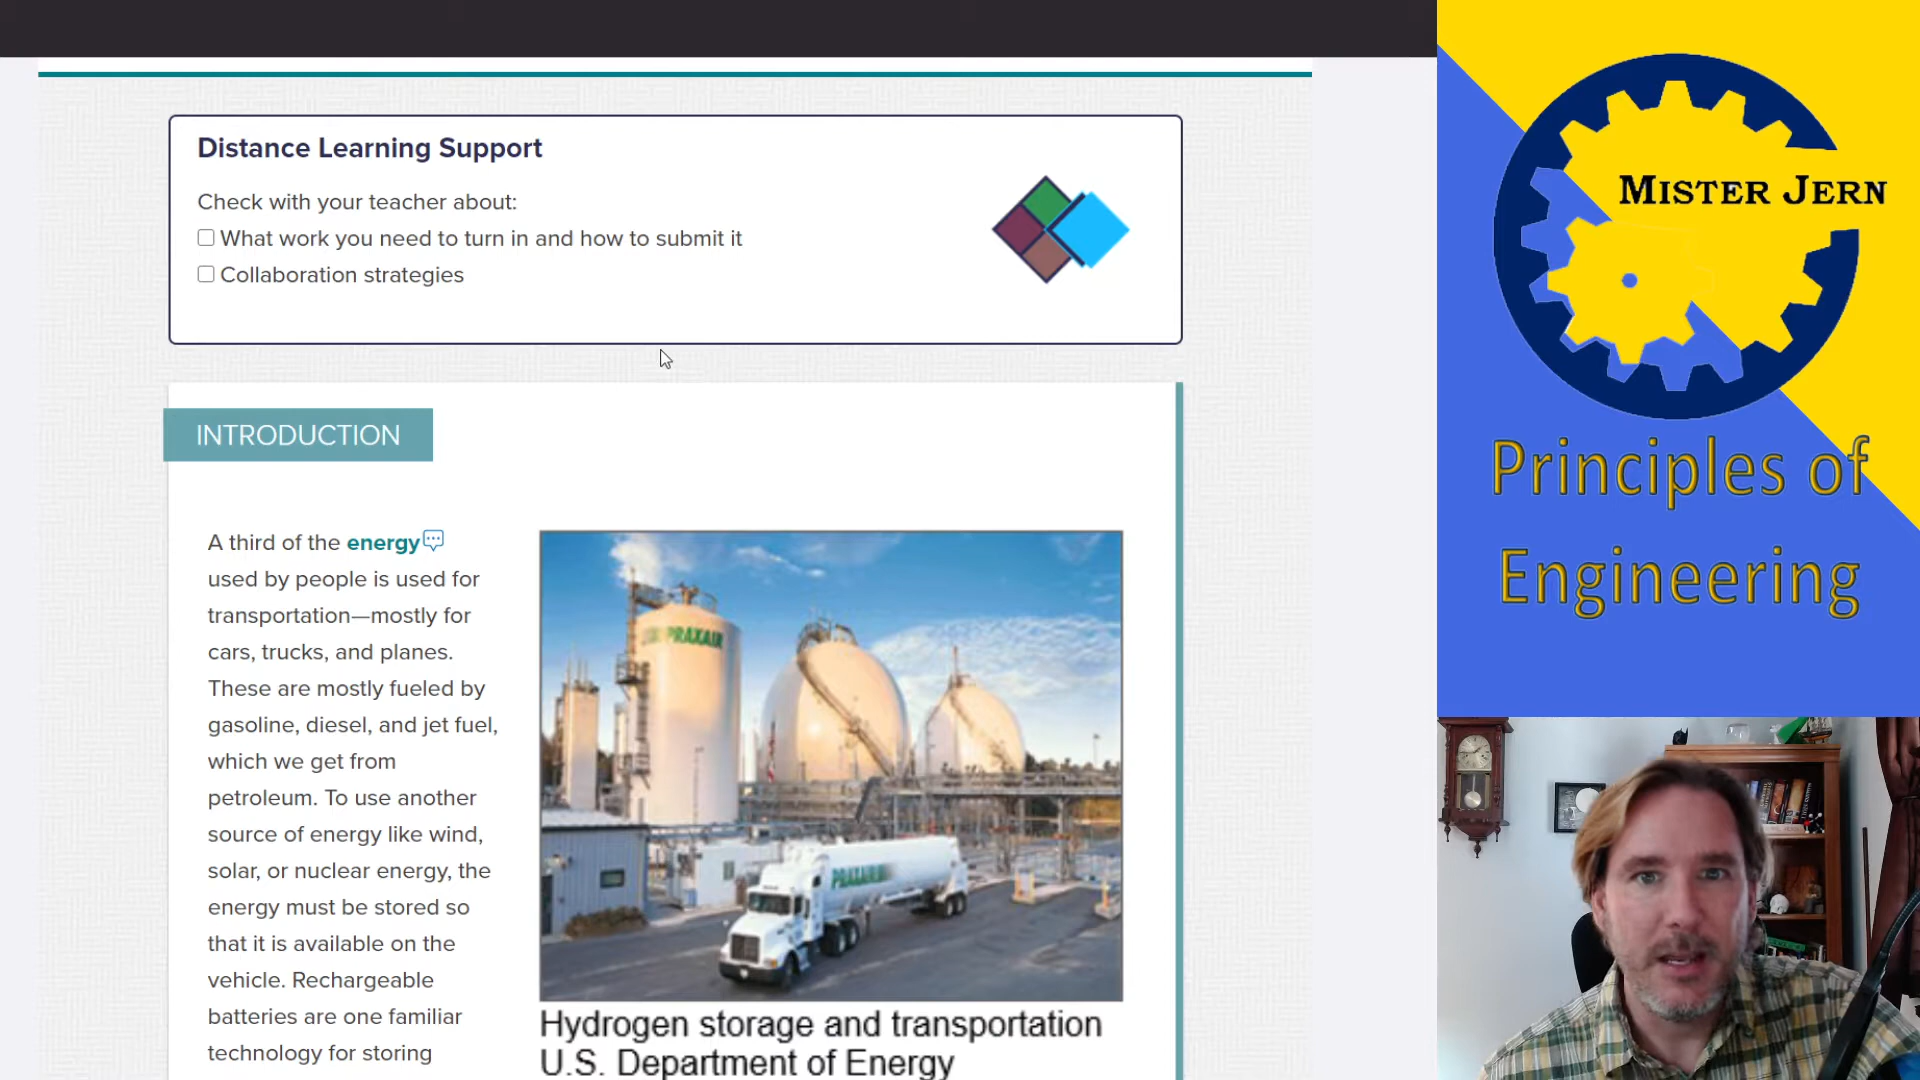 Distance Learning Support
Check with your teacher about:
What work you need to turn in and how to submit it
Collaboration strategies
INTRODUCTION
A third of the energy
used by people is used for
transportation—mostly for
cars, trucks, and planes.
These are mostly fueled by
gasoline, diesel, and jet fuel,
which we get from
petroleum. To use another
source of energy like wind,
solar, or nuclear energy, the
energy must be stored so
that it is available on the
vehicle. Rechargeable
batteries are one familiar
technology for storing
PRAXAIR
PRAXAIR
Hydrogen storage and transportation
U.S. Department of Energy
MISTER JERN
Principles of
Engineering